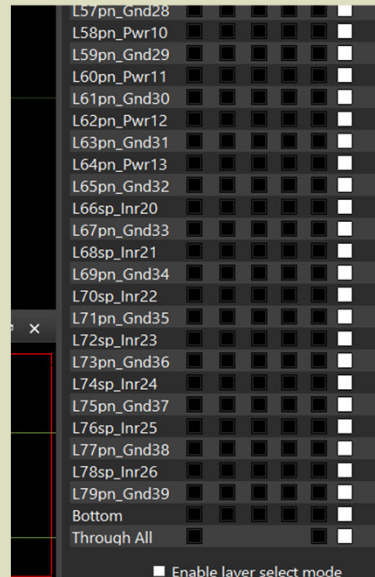 L57pn_Gnd28
L58pn_Pwr10
L59pn_Gnd29
L60pn_Pwr11
L61pn_Gnd30
L62pn_Pwr12
L63pn_Gnd31
L64pn_Pwr13
L65pn_Gnd32
L66sp_Inr20
L67pn_Gnd33
L68sp_Inr21
L69pn_Gnd34
L70sp_Inr22
L71pn_Gnd35
L72sp_Inr23
L73pn_Gnd36
L74sp_Inr24
L75pn_Gnd37
L76sp_Inr25
L77pn_Gnd38
L78sp_Inr26
L79pn_Gnd39
Bottom
Through All
Enable layer select mode